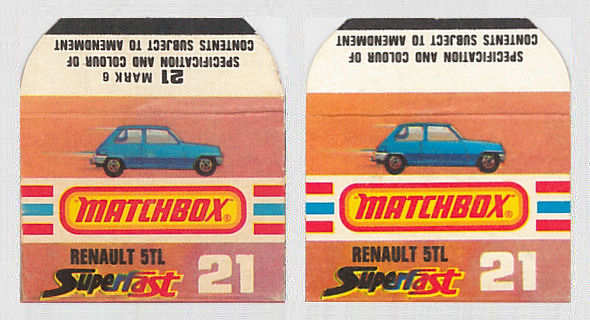 21 MARK 6
SPECIFICATION AND COLOUR OF
CONTENTS SUBJECT TO AMENDMENT
"MATCHBOX"®
RENAULT 5TL
Superfast 21
SPECIFICATION AND COLOUR OF
CONTENTS SUBJECT TO AMENDMENT
"MATCHBOX"®
RENAULT 5TL
Superfast 21